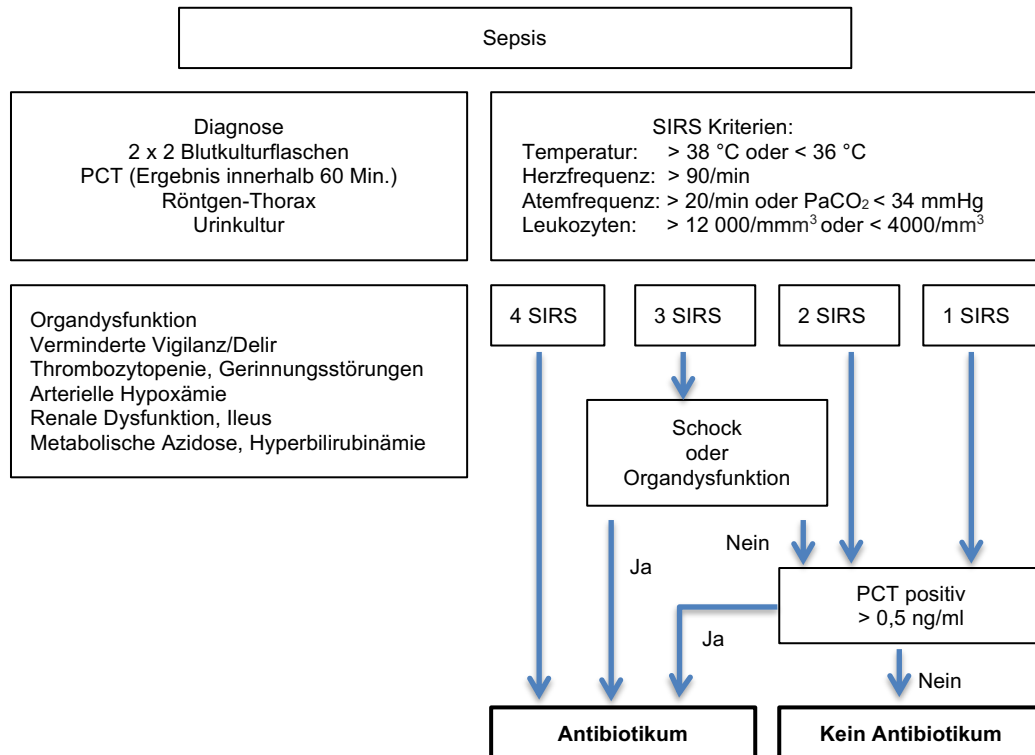 Sepsis
Diagnose
2 x 2 Blutkulturflaschen
PCT (Ergebnis innerhalb 60 Min.)
Röntgen-Thorax
Urinkultur
SIRS Kriterien:
Temperatur: > 38 °C oder < 36 °C
Herzfrequenz: > 90/min
Atemfrequenz: > 20/min oder PaCO₂ < 34 mmHg
Leukozyten: > 12 000/mmm³ oder < 4000/mm³
Organdysfunktion
Verminderte Vigilanz/Delir
Thrombozytopenie, Gerinnungsstörungen
Arterielle Hypoxämie
Renale Dysfunktion, Ileus
Metabolische Azidose, Hyperbilirubinämie
4 SIRS
3 SIRS
2 SIRS
1 SIRS
Schock
oder
Organdysfunktion
Nein
Ja
PCT positiv
> 0,5 ng/ml
Ja
Nein
Antibiotikum
Kein Antibiotikum